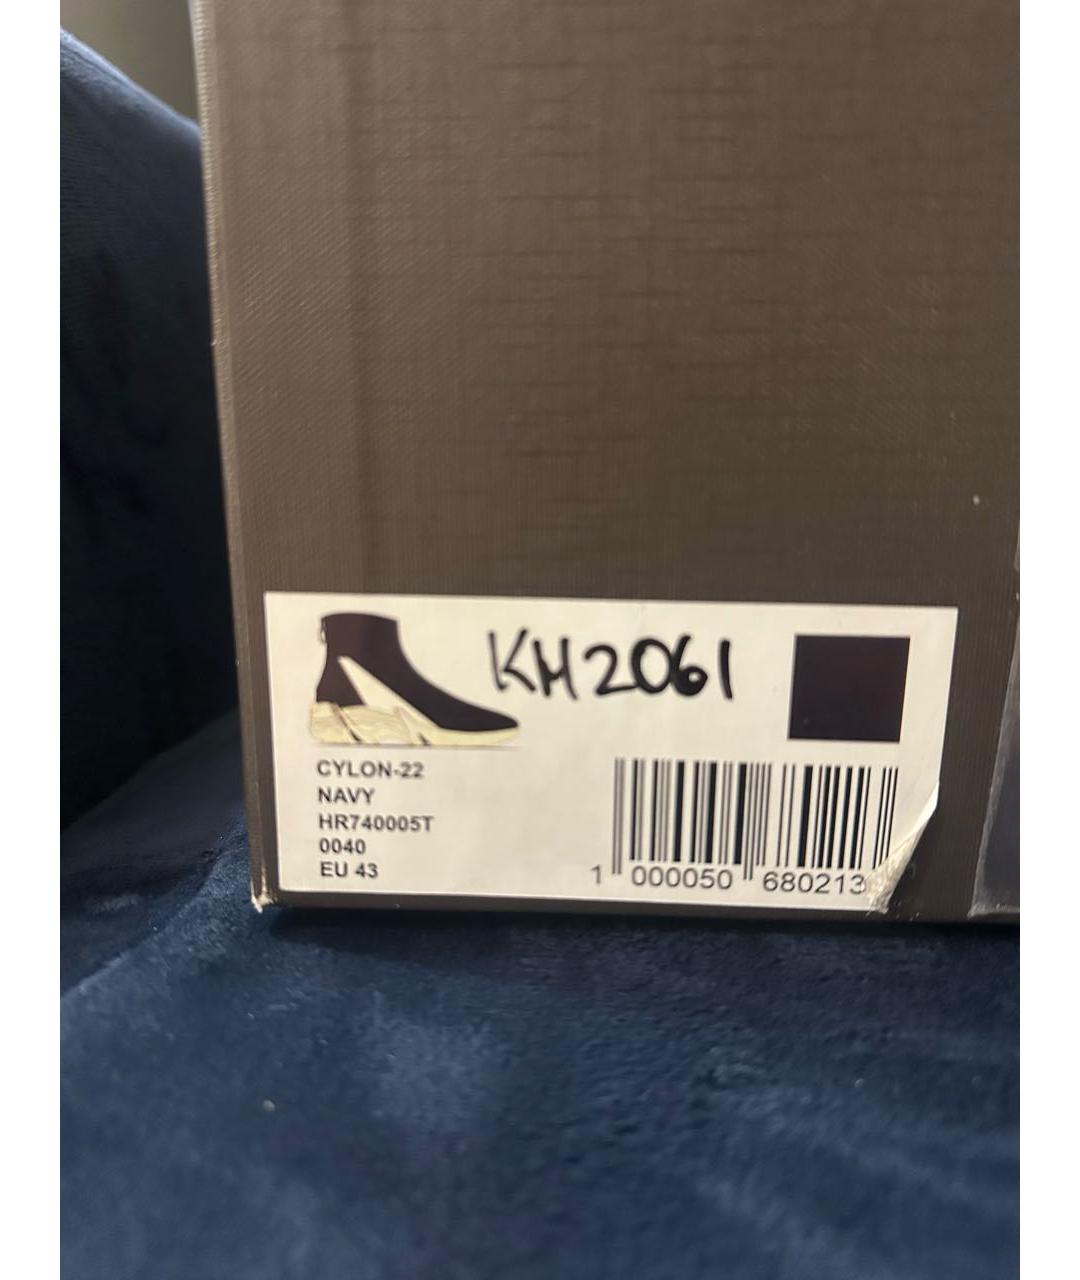 KH2061
CYLON-22
NAVY
HR740005T
0040
EU 43
1 000050 680213